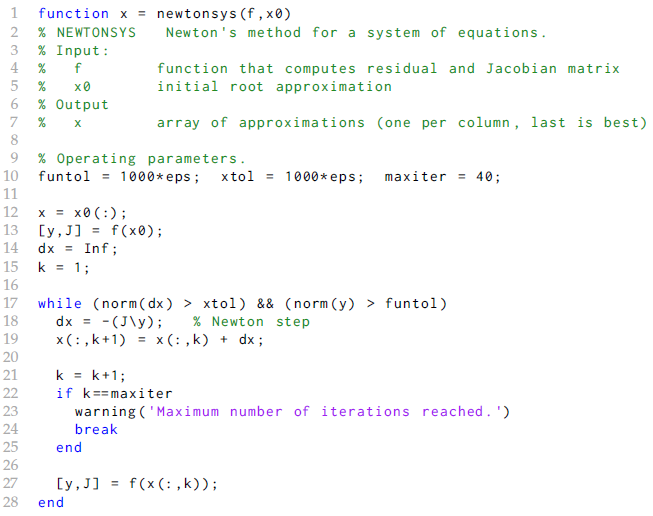 1 function x = newtonsys(f,x0)
2 % NEWTONSYS   Newton's method for a system of equations.
3 % Input:
4 %   f         function that computes residual and Jacobian matrix
5 %   x0        initial root approximation
6 % Output
7 %   x         array of approximations (one per column, last is best)
8
9 % Operating parameters.
10 funtol = 1000*eps;  xtol = 1000*eps;  maxiter = 40;
11
12 x = x0(:);
13 [y,J] = f(x0);
14 dx = Inf;
15 k = 1;
16
17 while (norm(dx) > xtol) && (norm(y) > funtol)
18   dx = -(J\y);   % Newton step
19   x(:,k+1) = x(:,k) + dx;
20
21   k = k+1;
22   if k==maxiter
23     warning('Maximum number of iterations reached.')
24     break
25   end
26
27   [y,J] = f(x(:,k));
28 end